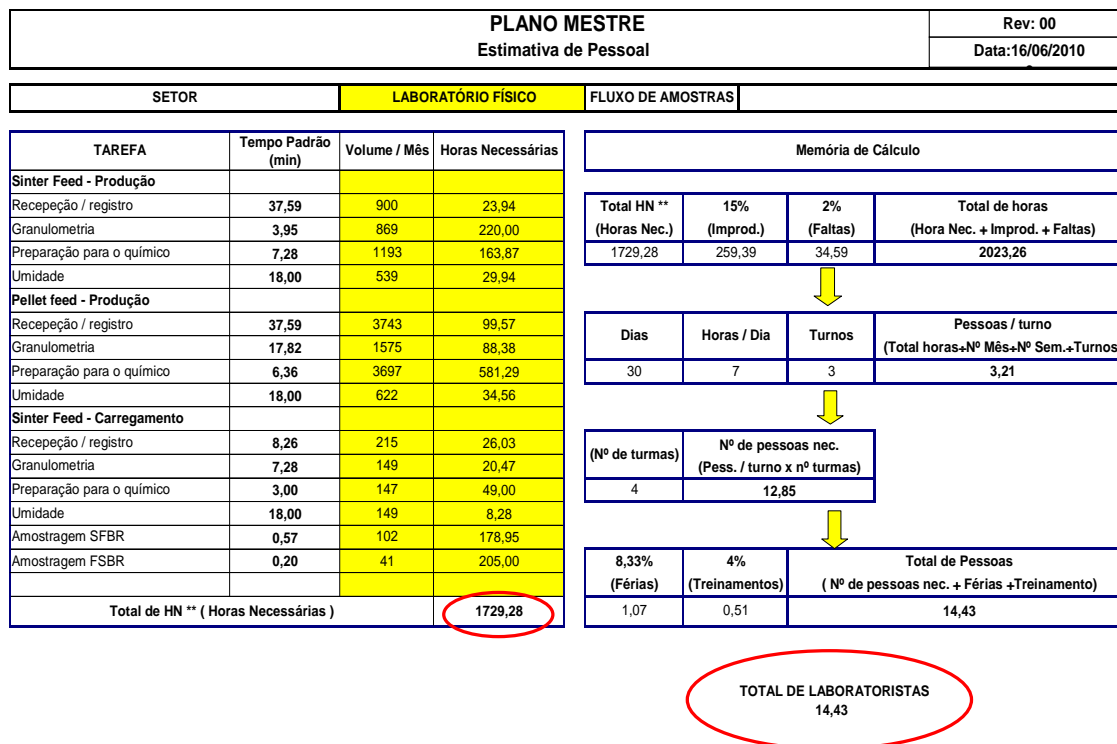 PLANO MESTRE
Estimativa de Pessoal
Rev: 00
Data:16/06/2010
SETOR LABORATÓRIO FÍSICO FLUXO DE AMOSTRAS
TAREFA Tempo Padrão (min) Volume / Mês Horas Necessárias
Sinter Feed - Produção
Recepeção / registro 37,59 900 23,94
Granulometria 3,95 869 220,00
Preparação para o químico 7,28 1193 163,87
Umidade 18,00 539 29,94
Pellet feed - Produção
Recepeção / registro 37,59 3743 99,57
Granulometria 17,82 1575 88,38
Preparação para o químico 6,36 3697 581,29
Umidade 18,00 622 34,56
Sinter Feed - Carregamento
Recepeção / registro 8,26 215 26,03
Granulometria 7,28 149 20,47
Preparação para o químico 3,00 147 49,00
Umidade 18,00 149 8,28
Amostragem SFBR 0,57 102 178,95
Amostragem FSBR 0,20 41 205,00
Total de HN ** ( Horas Necessárias ) 1729,28
Memória de Cálculo
Total HN ** 15% 2% Total de horas
(Horas Nec.) (Improd.) (Faltas) (Hora Nec. + Improd. + Faltas)
1729,28 259,39 34,59 2023,26
Dias Horas / Dia Turnos Pessoas / turno
(Total horas÷Nº Mês÷Nº Sem.÷Turnos
30 7 3 3,21
(Nº de turmas) Nº de pessoas nec.
(Pess. / turno x nº turmas)
4 12,85
8,33% 4% Total de Pessoas
(Férias) (Treinamentos) ( Nº de pessoas nec. + Férias +Treinamento)
1,07 0,51 14,43
TOTAL DE LABORATORISTAS
14,43